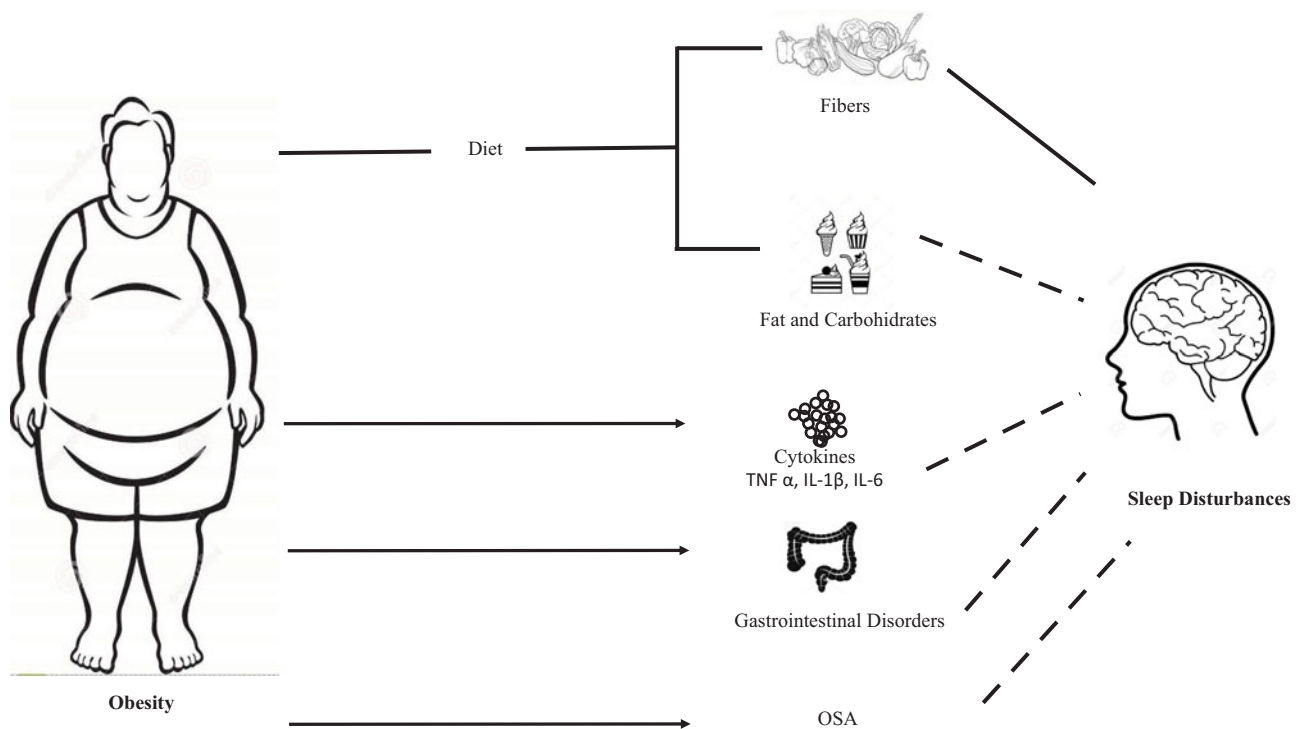 Fibers
Diet
Fat and Carbohidrates
Cytokines
TNF α, IL-1β, IL-6
Sleep Disturbances
Gastrointestinal Disorders
Obesity
OSA